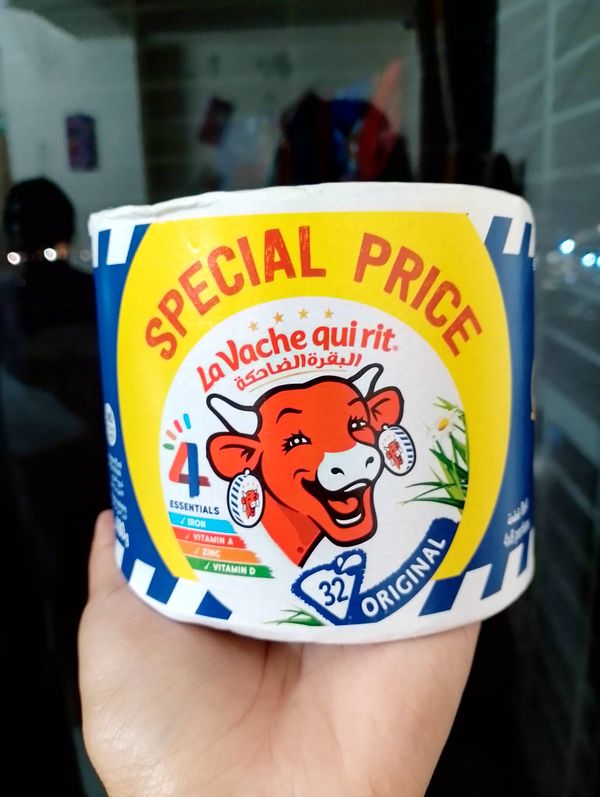 SPECIAL PRICE
La Vache qui rit.
البقرة الضاحكة
4
ESSENTIALS
✓ IRON
✓ VITAMIN A
✓ ZINC
✓ VITAMIN D
32
ORIGINAL